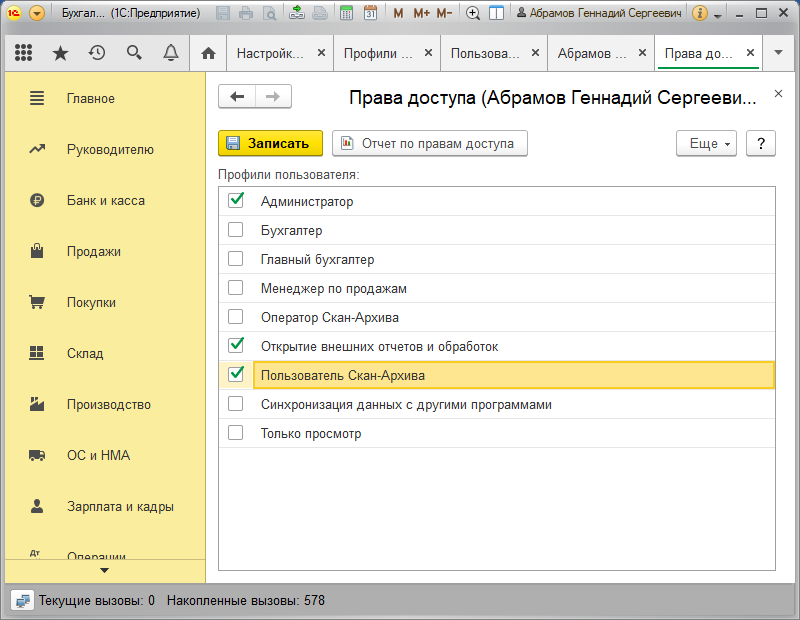 Бухгал... (1С:Предприятие)
31
M M+ M-
Абрамов Геннадий Сергеевич
Настройк...
Профили ...
Пользова...
Абрамов ...
Права до...
Главное
Руководителю
Банк и касса
Продажи
Покупки
Склад
Производство
ОС и НМА
Зарплата и кадры
Дт
Операции
Права доступа (Абрамов Геннадий Сергееви...
Записать
Отчет по правам доступа
Еще
?
Профили пользователя:
Администратор
Бухгалтер
Главный бухгалтер
Менеджер по продажам
Оператор Скан-Архива
Открытие внешних отчетов и обработок
Пользователь Скан-Архива
Синхронизация данных с другими программами
Только просмотр
Текущие вызовы: 0 Накопленные вызовы: 578